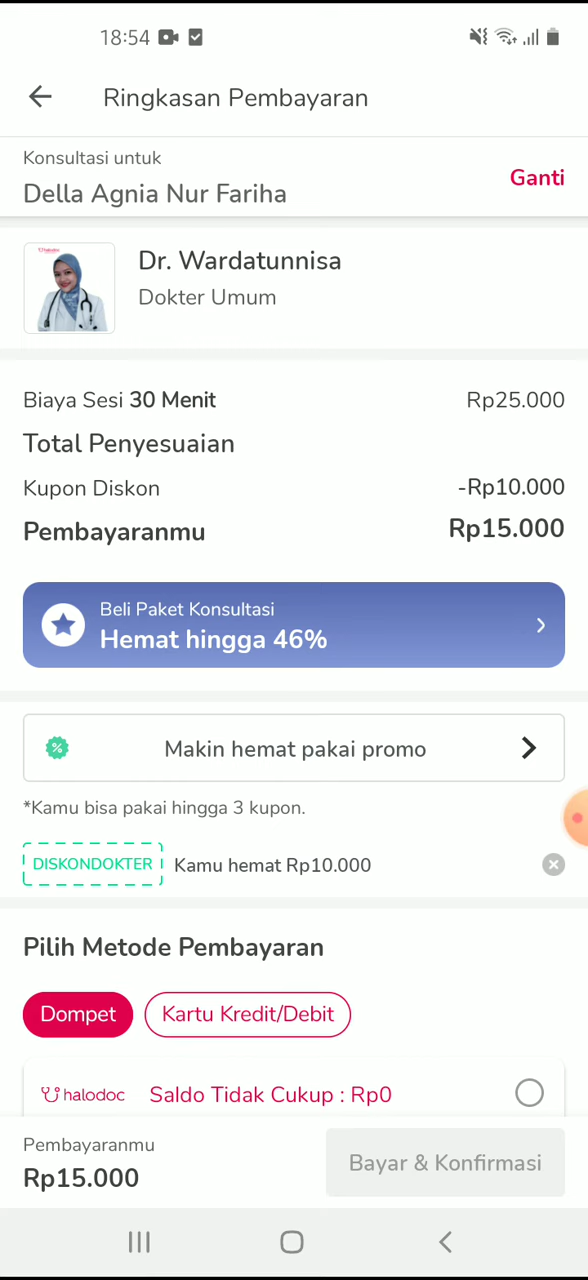 18:54
Ringkasan Pembayaran
Konsultasi untuk
Della Agnia Nur Fariha
Ganti
Dr. Wardatunnisa
Dokter Umum
Biaya Sesi 30 Menit Rp25.000
Total Penyesuaian
Kupon Diskon -Rp10.000
Pembayaranmu Rp15.000
Beli Paket Konsultasi
Hemat hingga 46%
Makin hemat pakai promo
*Kamu bisa pakai hingga 3 kupon.
DISKONDOKTER Kamu hemat Rp10.000
Pilih Metode Pembayaran
Dompet Kartu Kredit/Debit
halodoc Saldo Tidak Cukup : Rp0
Pembayaranmu
Rp15.000
Bayar & Konfirmasi